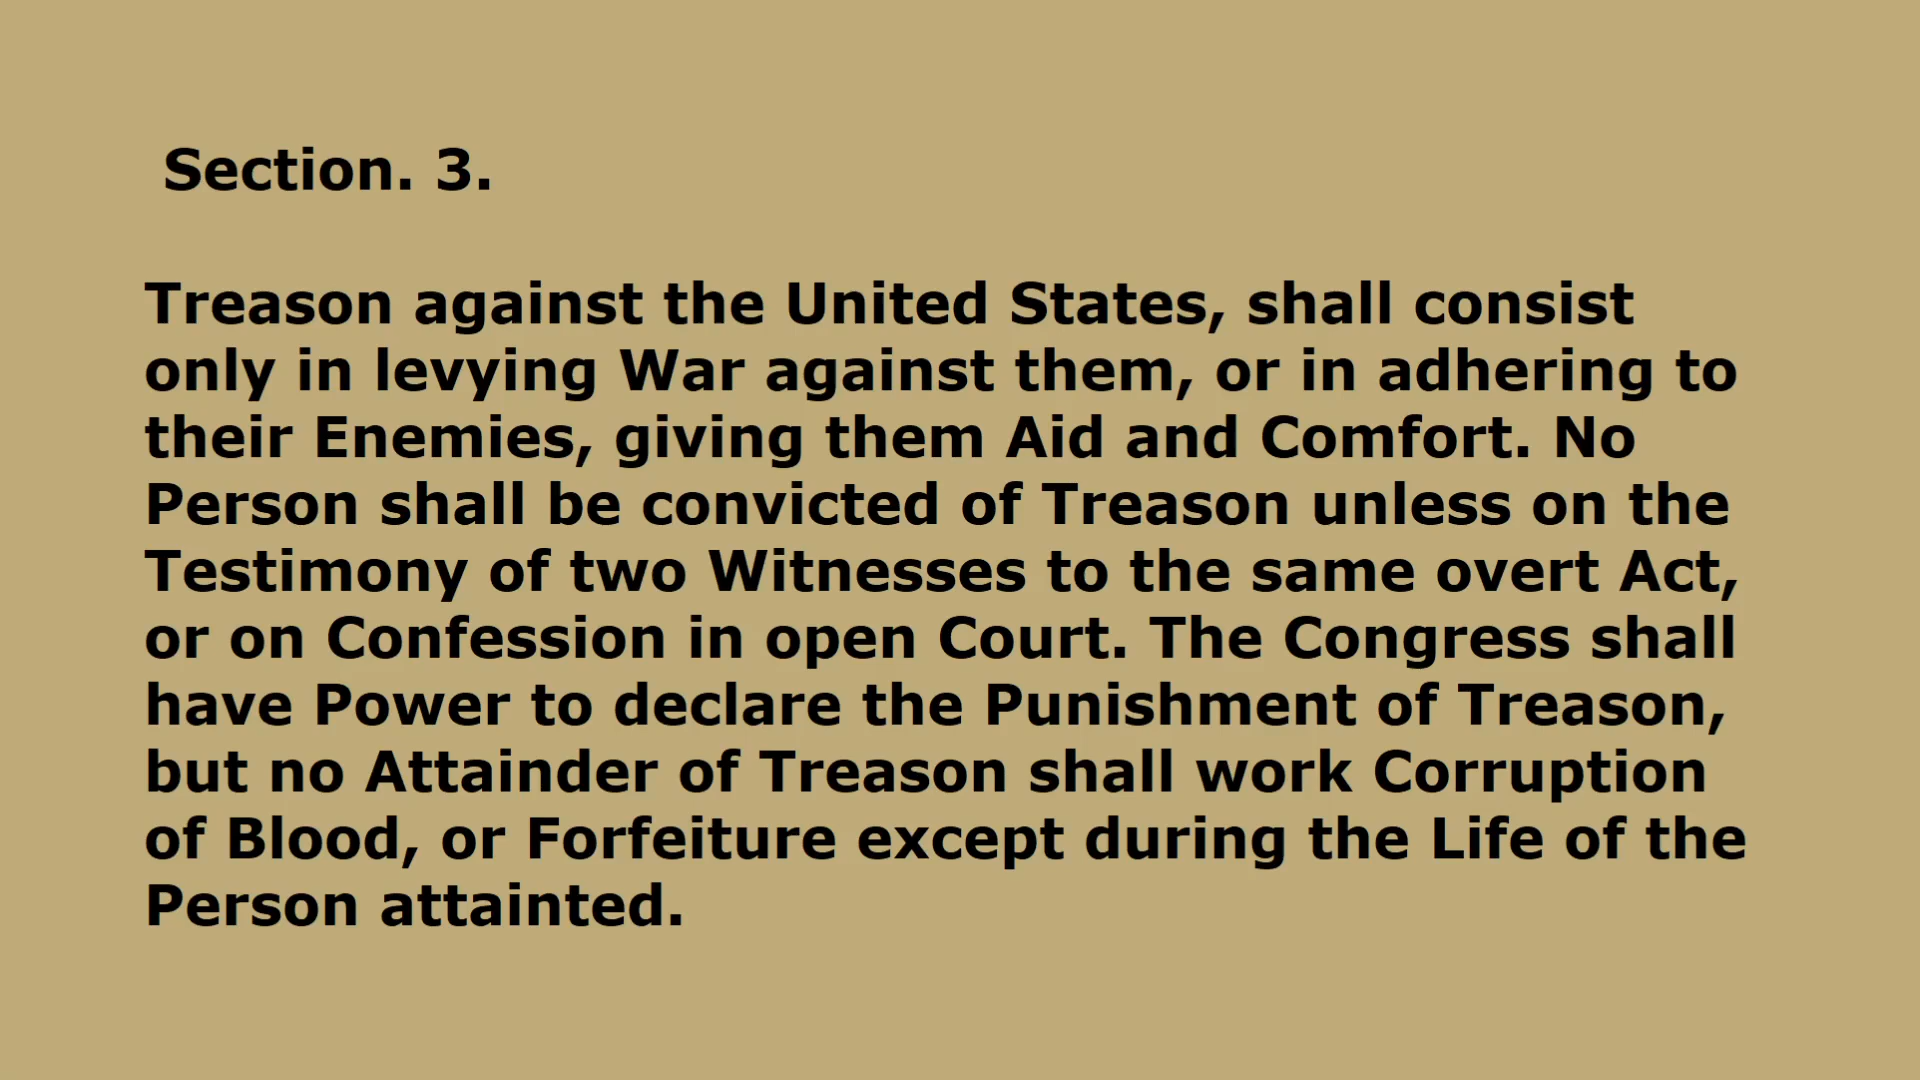 Section. 3.
Treason against the United States, shall consist
only in levying War against them, or in adhering to
their Enemies, giving them Aid and Comfort. No
Person shall be convicted of Treason unless on the
Testimony of two Witnesses to the same overt Act,
or on Confession in open Court. The Congress shall
have Power to declare the Punishment of Treason,
but no Attainder of Treason shall work Corruption
of Blood, or Forfeiture except during the Life of the
Person attainted.